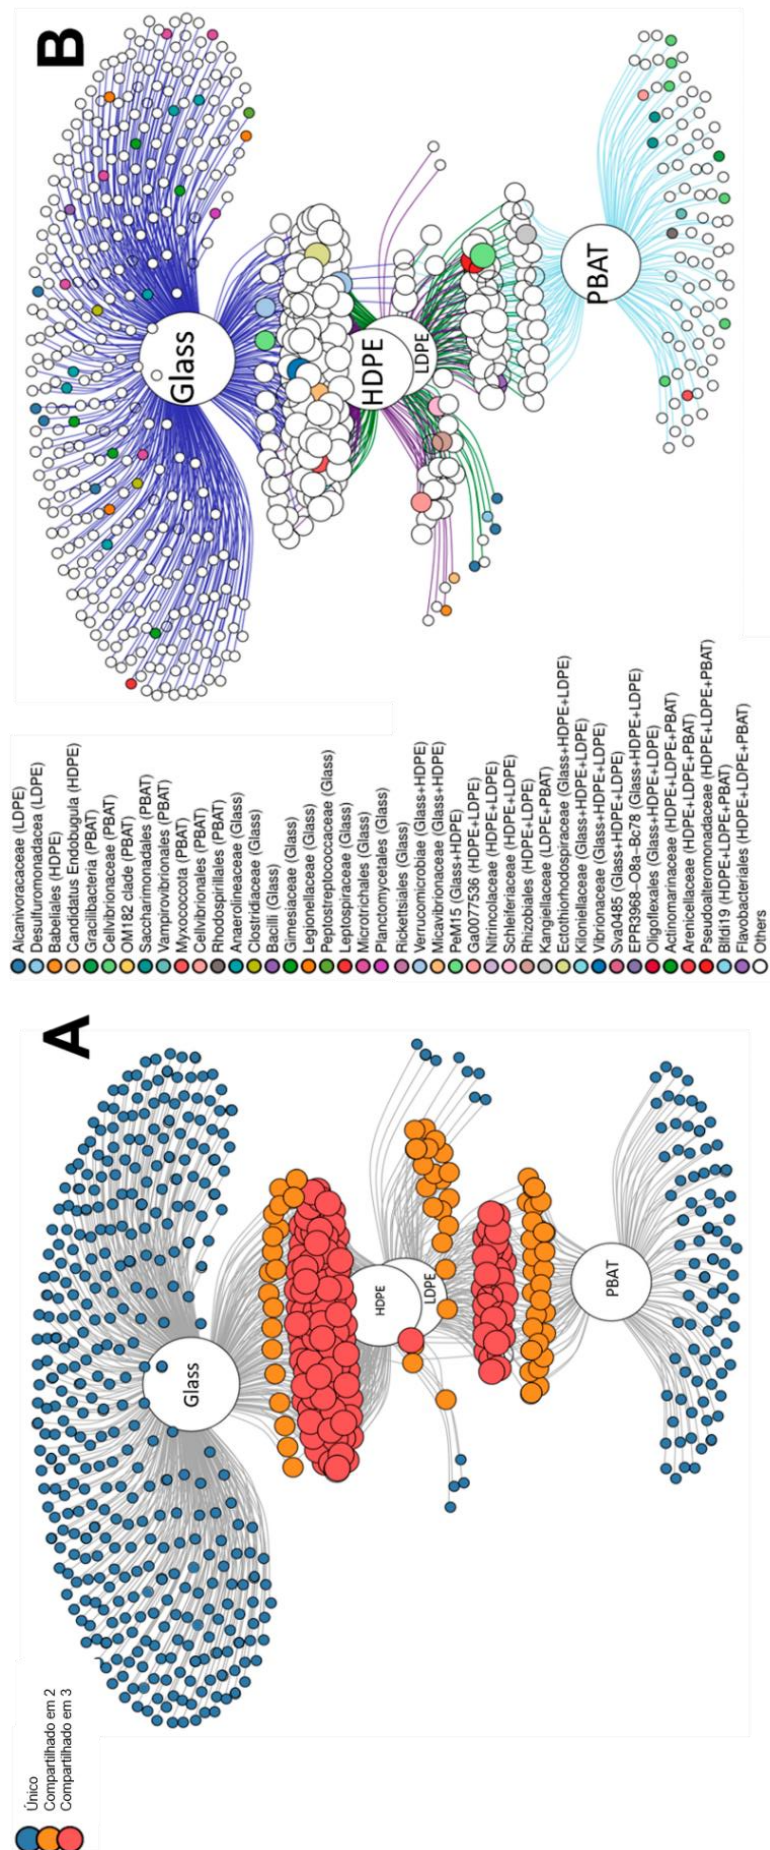 A
Único
Compartilhado em 2
Compartilhado em 3
Glass
HDPE
LDPE
PBAT
B
Alcanivoracaceae (LDPE)
Desulfuromonadacea (LDPE)
Babeliales (HDPE)
Candidatus Endobugula (HDPE)
Gracilibacteria (PBAT)
Cellvibrionaceae (PBAT)
OM182 clade (PBAT)
Saccharimonadales (PBAT)
Vampirovibrionales (PBAT)
Myxococcota (PBAT)
Cellvibrionales (PBAT)
Rhodospirillales (PBAT)
Anaerolineaceae (Glass)
Clostridiaceae (Glass)
Bacilli (Glass)
Gimesiaceae (Glass)
Legionellaceae (Glass)
Peptostreptococcaceae (Glass)
Leptospiraceae (Glass)
Microtrichales (Glass)
Planctomycetales (Glass)
Rickettsiales (Glass)
Verrucomicrobiae (Glass+HDPE)
Micavibrionaceae (Glass+HDPE)
PeM15 (Glass+HDPE)
Ga0077536 (HDPE+LDPE)
Nitrincolaceae (HDPE+LDPE)
Schleiferiaceae (HDPE+LDPE)
Rhizobiales (HDPE+LDPE)
Kangiellaceae (LDPE+PBAT)
Ectothiorhodospiraceae (Glass+HDPE+LDPE)
Kiloniellaceae (Glass+HDPE+LDPE)
Vibrionaceae (Glass+HDPE+LDPE)
Sva0485 (Glass+HDPE+LDPE)
EPR3968-O8a-Bc78 (Glass+HDPE+LDPE)
Oligoflexales (Glass+HDPE+LDPE)
Actinomarinaceae (HDPE+LDPE+PBAT)
Arenicellaceae (HDPE+LDPE+PBAT)
Pseudoalteromonadaceae (HDPE+LDPE+PBAT)
Blfdi19 (HDPE+LDPE+PBAT)
Flavobacteriales (HDPE+LDPE+PBAT)
Others
Glass
HDPE
LDPE
PBAT